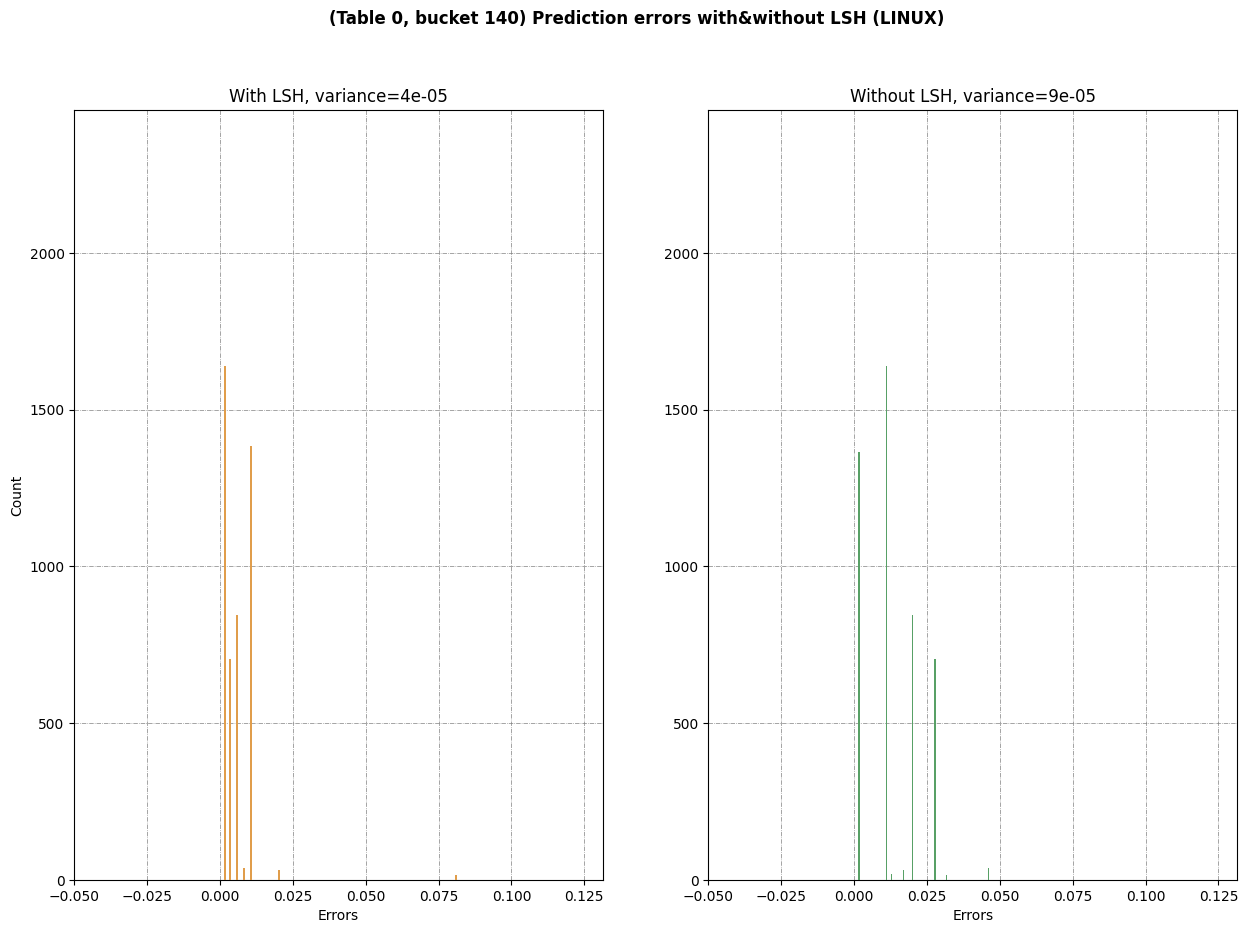 (Table 0, bucket 140) Prediction errors with&without LSH (LINUX)
With LSH, variance=4e-05
Count
2000
1500
1000
500
0
−0.050 −0.025 0.000 0.025 0.050 0.075 0.100 0.125
Errors
Without LSH, variance=9e-05
2000
1500
1000
500
0
−0.050 −0.025 0.000 0.025 0.050 0.075 0.100 0.125
Errors